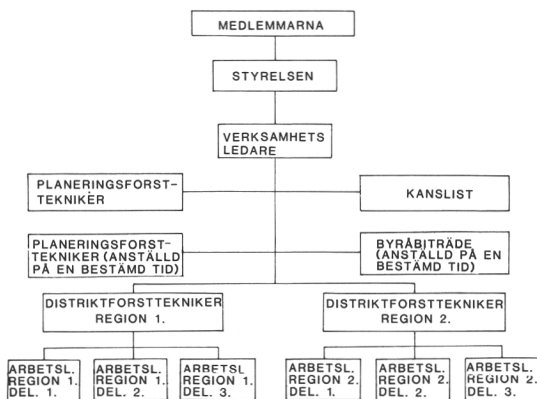 MEDLEMMARNA
STYRELSEN
VERKSAMHETS
LEDARE
PLANERINGSFORST-
TEKNIKER
KANSLIST
PLANERINGSFORST-
TEKNIKER (ANSTÄLLD
PÅ EN BESTÄMD TID)
BYRÅBITRÄDE
(ANSTÄLLD PÅ EN
BESTÄMD TID)
DISTRIKTFORSTTEKNIKER
REGION 1.
DISTRIKTFORSTTEKNIKER
REGION 2.
ARBETSL.
REGION 1.
DEL. 1.
ARBETSL.
REGION 1.
DEL. 2.
ARBETSL
REGION 1.
DEL. 3.
ARBETSL.
REGION 2.
DEL. 1.
ARBETSL.
REGION 2.
DEL. 2.
ARBETSL.
REGION 2.
DEL. 3.